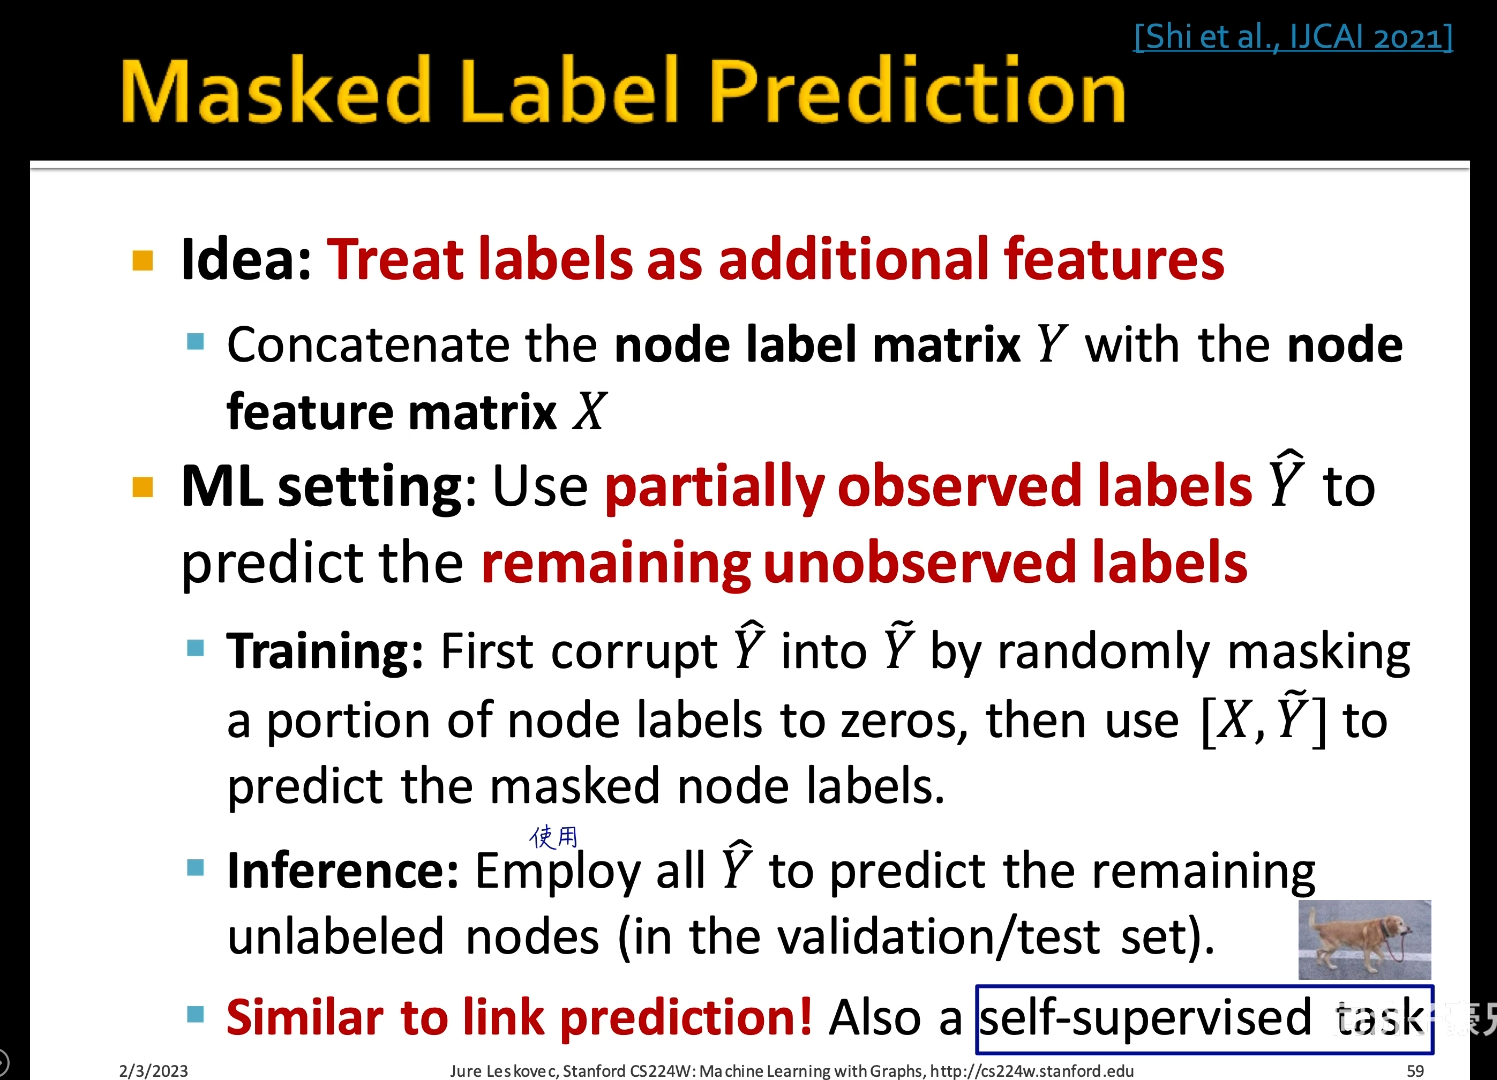 [Shi et al., IJCAI 2021]
Masked Label Prediction
Idea: Treat labels as additional features
Concatenate the node label matrix Y with the node
feature matrix X
ML setting: Use partially observed labels Ŷ to
predict the remaining unobserved labels
Training: First corrupt Ŷ into Ỹ by randomly masking
a portion of node labels to zeros, then use [X, Ỹ] to
predict the masked node labels.
使用
Inference: Employ all Ŷ to predict the remaining
unlabeled nodes (in the validation/test set).
Similar to link prediction! Also a self-supervised task
2/3/2023
Jure Leskovec, Stanford CS224W: Machine Learning with Graphs, http://cs224w.stanford.edu
59